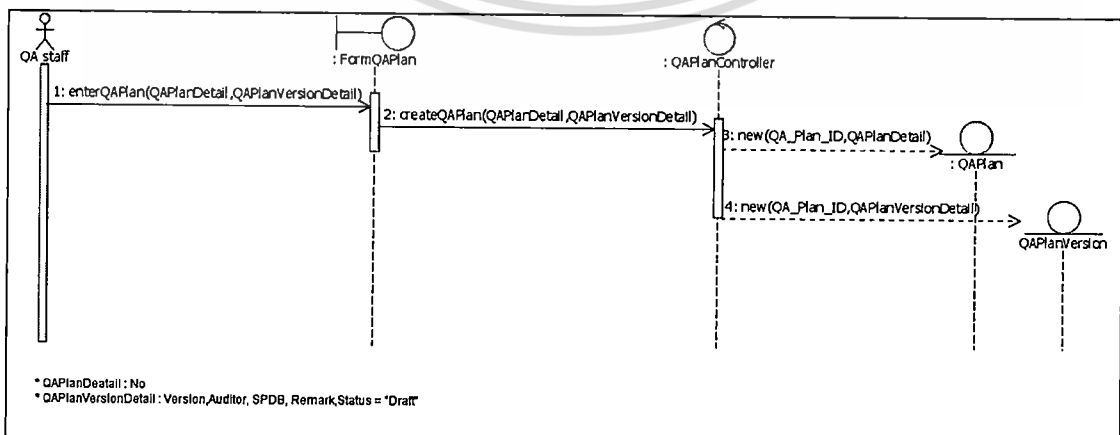 QA staff
: FormQAPlan
: QAPlanController
1: enterQAPlan(QAPlanDetail,QAPlanVersionDetail)
2: createQAPlan(QAPlanDetail,QAPlanVersionDetail)
3: new(QA_Plan_ID,QAPlanDetail)
: QAPlan
4: new(QA_Plan_ID,QAPlanVersionDetail)
QAPlanVersion
* QAPlanDeatail : No
* QAPlanVersionDetail : Version,Auditor, SPDB, Remark,Status = "Draft"